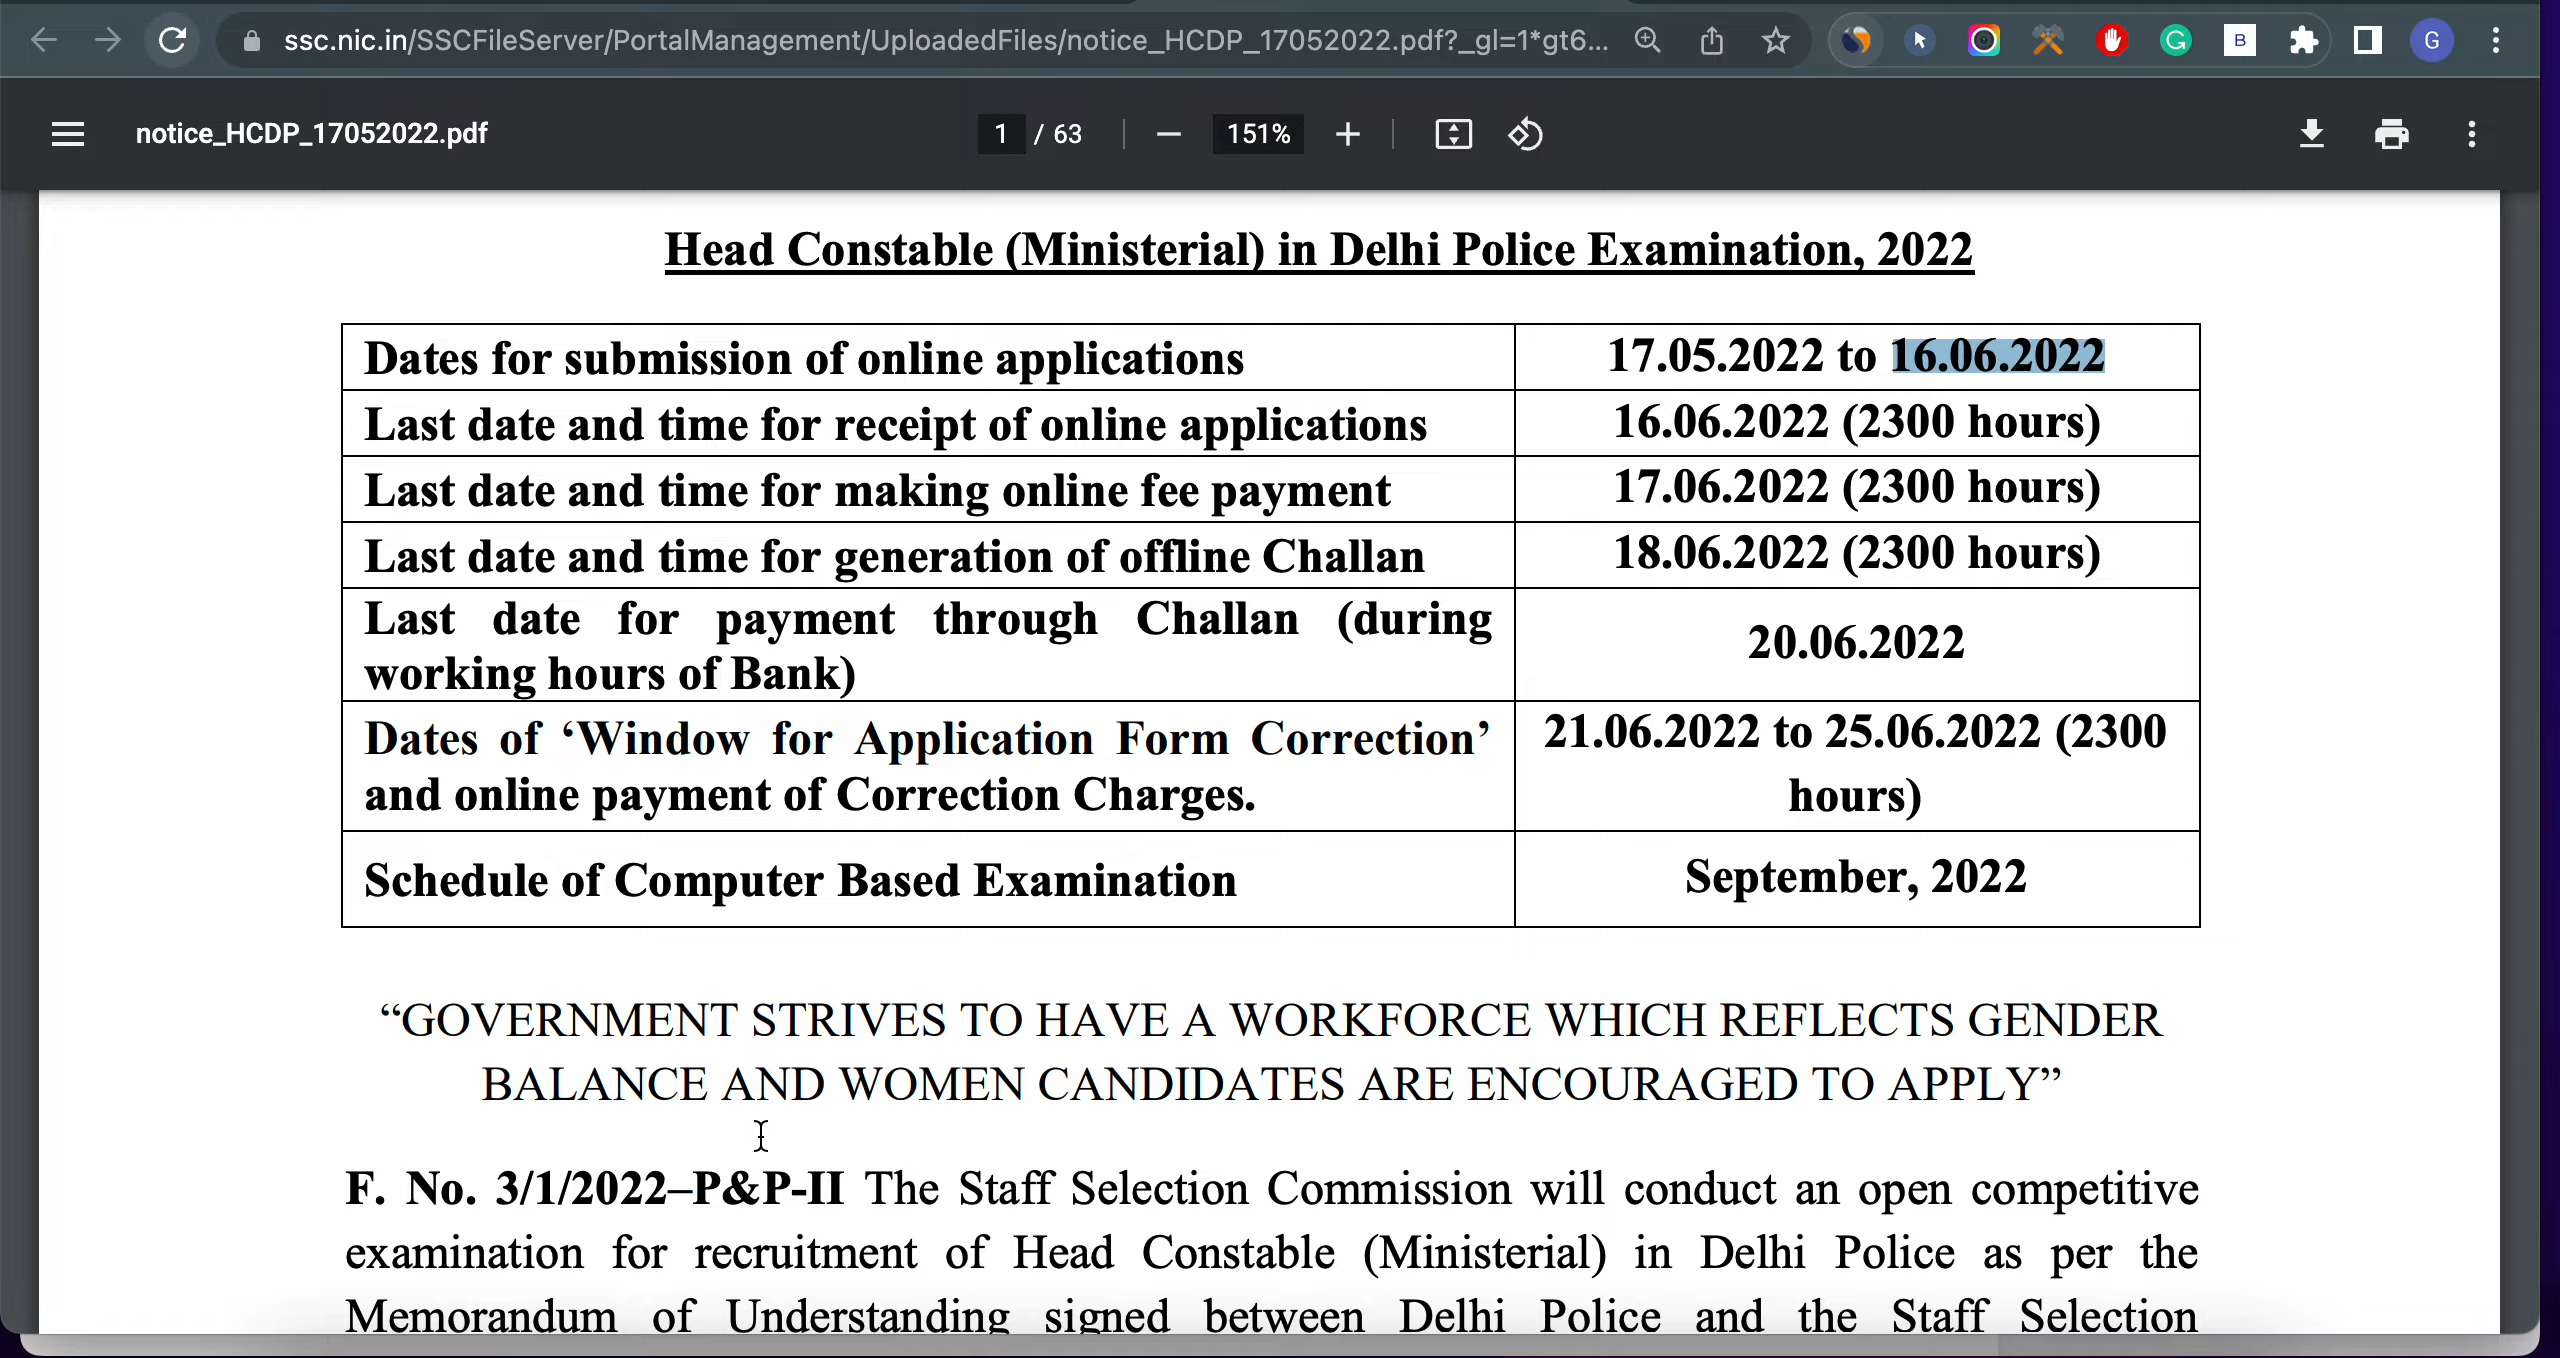 ssc.nic.in/SSCFileServer/PortalManagement/UploadedFiles/notice_HCDP_17052022.pdf?_gl=1*gt6...
B
G
notice_HCDP_17052022.pdf
1 / 63
151%
Head Constable (Ministerial) in Delhi Police Examination, 2022
Dates for submission of online applications 17.05.2022 to 16.06.2022
Last date and time for receipt of online applications 16.06.2022 (2300 hours)
Last date and time for making online fee payment 17.06.2022 (2300 hours)
Last date and time for generation of offline Challan 18.06.2022 (2300 hours)
Last date for payment through Challan (during
working hours of Bank)
20.06.2022
Dates of ‘Window for Application Form Correction’
and online payment of Correction Charges.
21.06.2022 to 25.06.2022 (2300
hours)
Schedule of Computer Based Examination September, 2022
“GOVERNMENT STRIVES TO HAVE A WORKFORCE WHICH REFLECTS GENDER
BALANCE AND WOMEN CANDIDATES ARE ENCOURAGED TO APPLY”
F. No. 3/1/2022–P&P-II The Staff Selection Commission will conduct an open competitive
examination for recruitment of Head Constable (Ministerial) in Delhi Police as per the
Memorandum of Understanding signed between Delhi Police and the Staff Selection